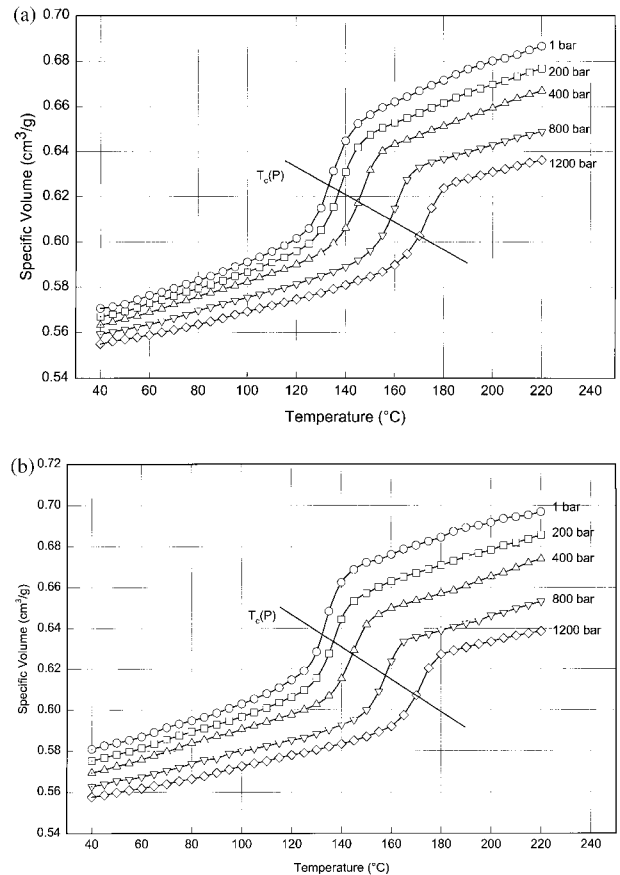 (a)
0.70
0.68
0.66
0.64
0.62
0.60
0.58
0.56
0.54
Specific Volume (cm³/g)
1 bar
200 bar
400 bar
800 bar
1200 bar
Tc(P)
40 60 80 100 120 140 160 180 200 220 240
Temperature (°C)
(b)
0.72
0.70
0.68
0.66
0.64
0.62
0.60
0.58
0.56
0.54
Specific Volume (cm³/g)
1 bar
200 bar
400 bar
800 bar
1200 bar
Tc(P)
40 60 80 100 120 140 160 180 200 220 240
Temperature (°C)